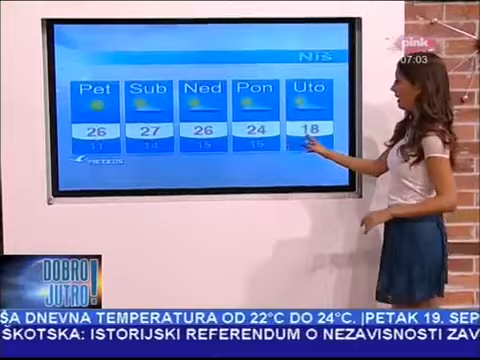 pink
07:03
Niš
Pet Sub Ned Pon Uto
26 27 26 24 18
11 14 15 15
METEOS
DOBRO
JUTRO!
ŠA DNEVNA TEMPERATURA OD 22°C DO 24°C. |PETAK 19. SEP
ŠKOTSKA: ISTORIJSKI REFERENDUM O NEZAVISNOSTI ZAV